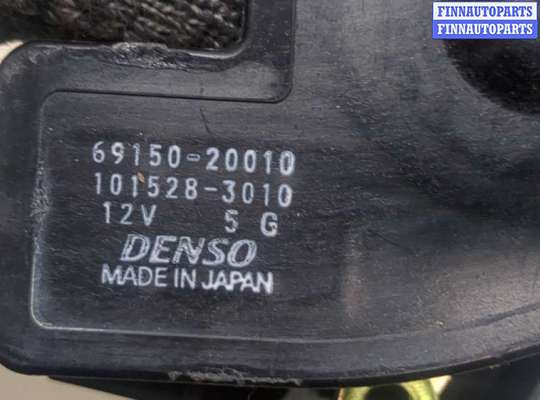 FINNAUTOPARTS
FINNAUTOPARTS
69150-20010
101528-3010
12V 5 G
DENSO
MADE IN JAPAN